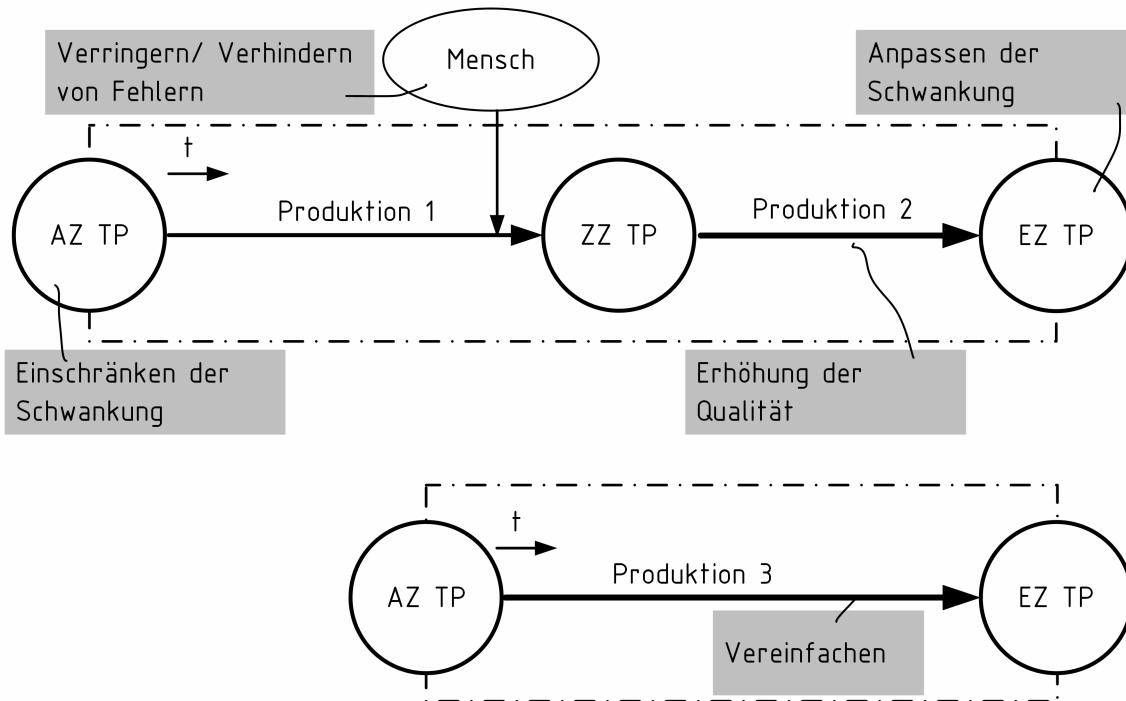 Verringern/ Verhindern
von Fehlern
Mensch
Anpassen der
Schwankung
t
AZ TP
Produktion 1
ZZ TP
Produktion 2
EZ TP
Einschränken der
Schwankung
Erhöhung der
Qualität
t
AZ TP
Produktion 3
EZ TP
Vereinfachen